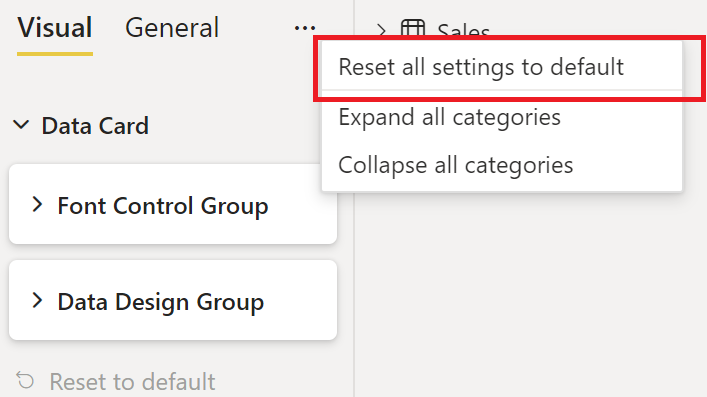 Visual General ...
Sales
Reset all settings to default
Expand all categories
Collapse all categories
Data Card
Font Control Group
Data Design Group
Reset to default